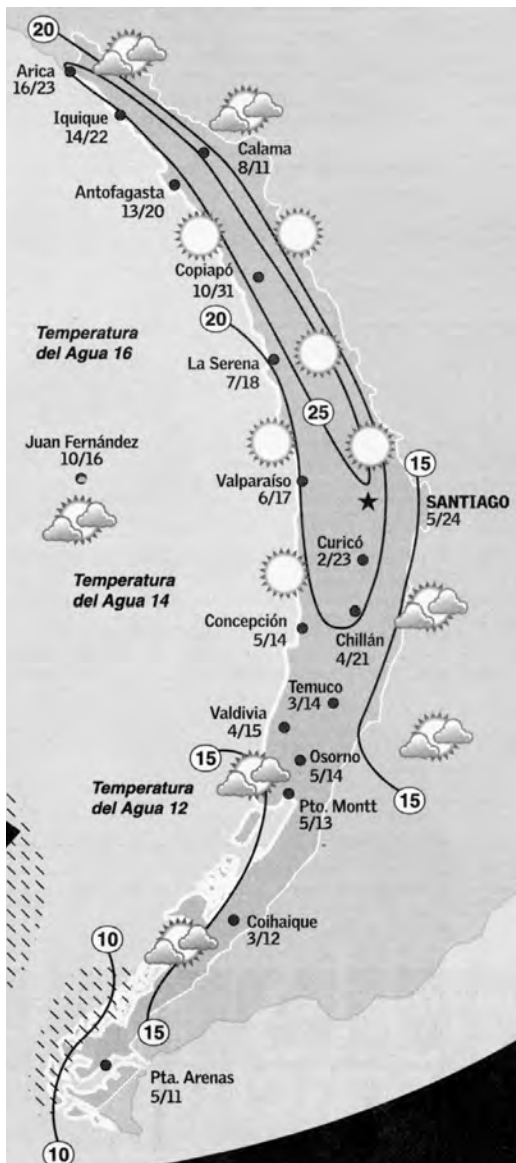 20
Arica
16/23
Iquique
14/22
Calama
8/11
Antofagasta
13/20
Copiapó
10/31
20
Temperatura
del Agua 16
La Serena
7/18
25
Juan Fernández
10/16
15
Valparaíso
6/17
SANTIAGO
5/24
Curicó
2/23
Temperatura
del Agua 14
Concepción
5/14
Chillán
4/21
Temuco
3/14
Valdivia
4/15
15
Osorno
5/14
Temperatura
del Agua 12
Pto. Montt
5/13
15
Coihaique
3/12
10
15
Pta. Arenas
5/11
10